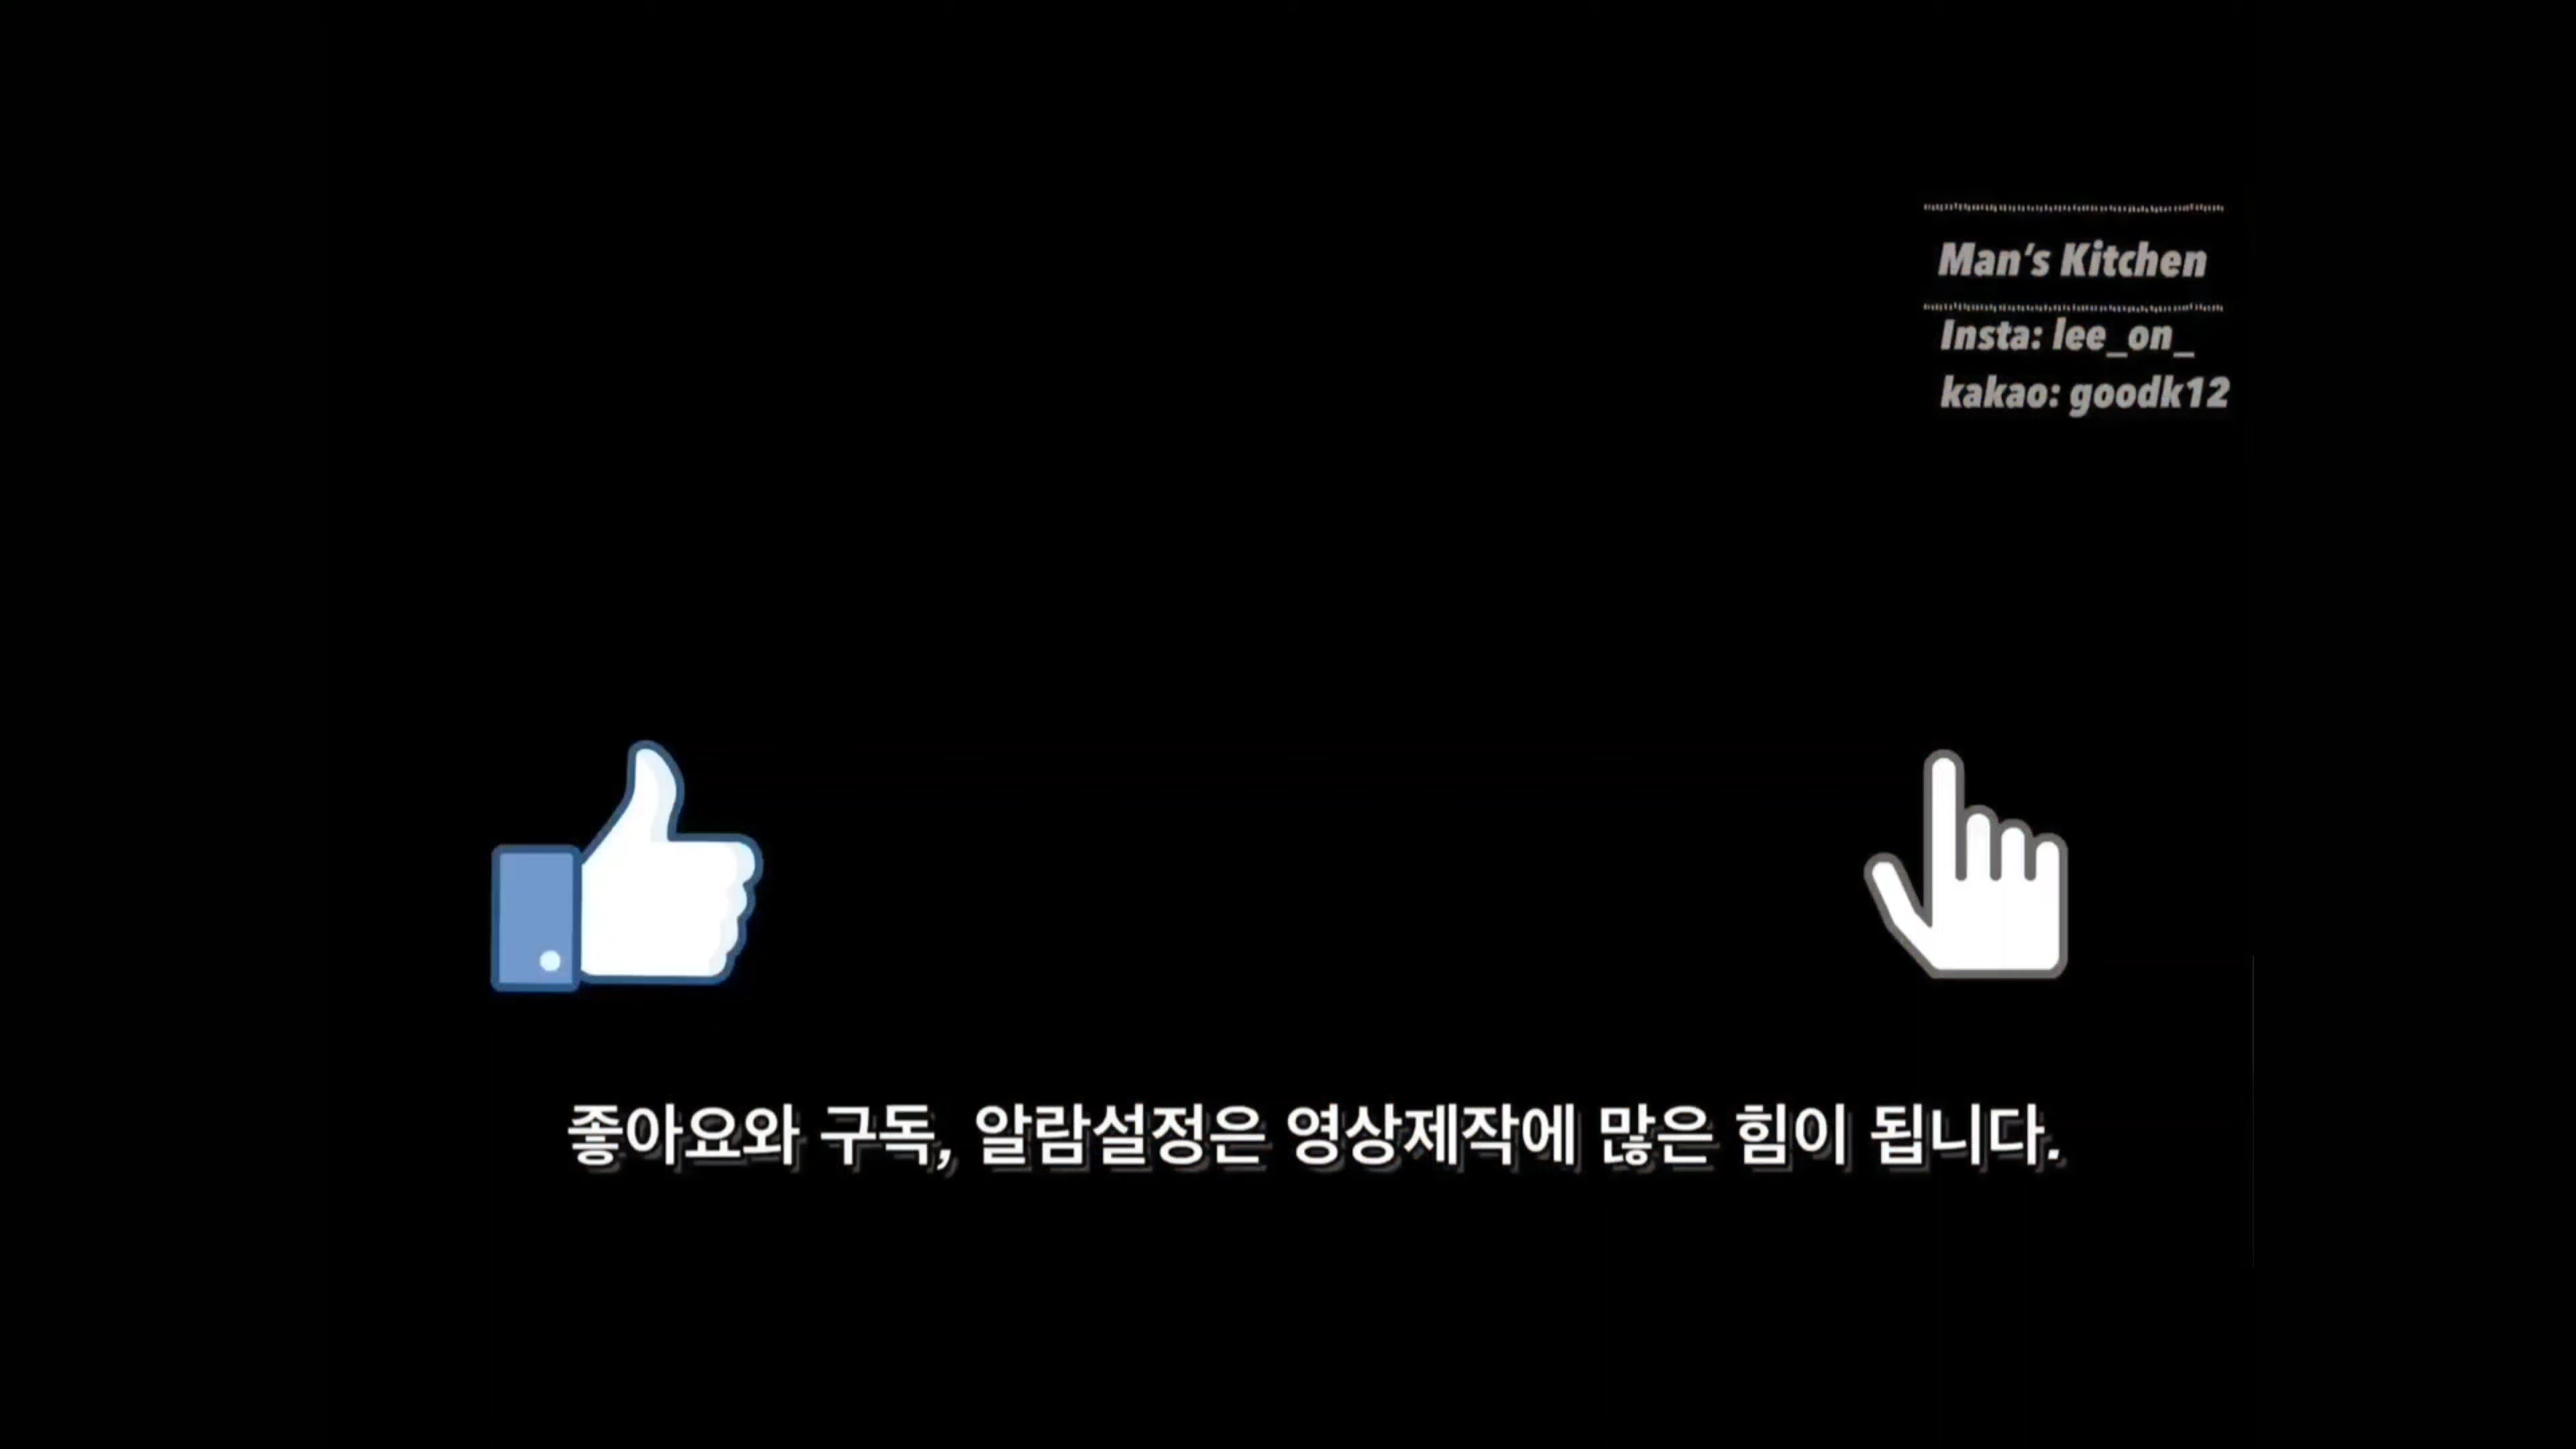 Man's Kitchen
Insta: lee_on_
kakao: goodk12
좋아요와 구독, 알람설정은 영상제작에 많은 힘이 됩니다.